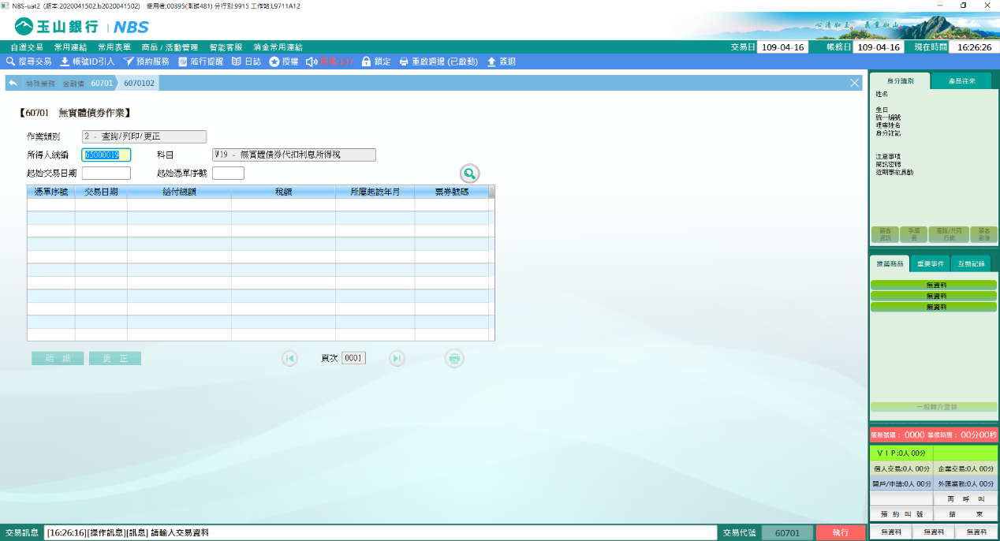 NBS-uat2 (版本:2020041502.b2020041502) 使用者:00395(測試481) 分行別:9915 工作站:L9711A12
玉山銀行 NBS
心清如玉。 義重如山。
自選交易 常用連結 常用表單 商品 / 活動管理 智能客服 消金常用連結
交易日 109-04-16 帳務日 109-04-16 現在時間 16:26:26
搜尋交易 帳號ID引入 預約服務 蒞行提醒 日誌 授權 137 鎖定 重啟週邊 (已啟動) 簽退
特殊業務 金融債 60701 6070102
【60701 無實體債券作業】
作業類別 2 - 查詢/列印/更正
所得人統編 65000019 科目 W19 - 無實體債券代扣利息所得稅
起始交易日期 起始憑單序號
憑單序號 交易日期 給付總額 稅額 所屬起訖年月 票券號碼
明 細 更 正 頁次 0001
身分識別 產品往來
姓名
生日
統一編號
理專姓名
身分註記
注意事項
簡訊密碼
近期事故異動
顧客資訊 手續費 通路/共同行銷 顧客影像
推薦商品 重要事件 互動記錄
無資料
無資料
無資料
一般轉介登錄
服務號碼： 0000 等候時間： 00分00秒
ＶＩＰ:0人 00分
個人交易:0人 00分 企業交易:0人 00分
開戶/申請:0人 00分 外匯業務:0人 00分
再 呼 叫
預 約 叫 號 結 束
無資料 無資料 無資料
交易訊息 [16:26:16][操作訊息][訊息] 請輸入交易資料 交易代號 60701 執行